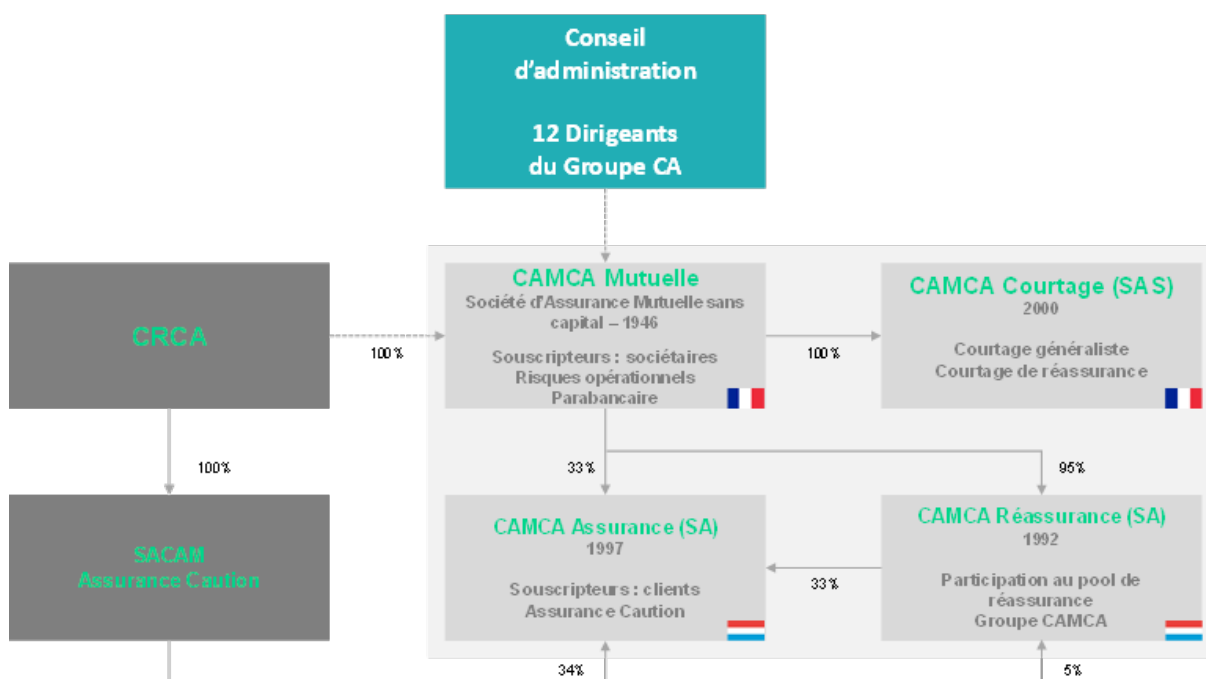 Conseil
d'administration
12 Dirigeants
du Groupe CA
CRCA
100%
CAMCA Mutuelle
Société d'Assurance Mutuelle sans
capital – 1946
Souscripteurs : sociétaires
Risques opérationnels
Parabancaire
100%
CAMCA Courtage (SAS)
2000
Courtage généraliste
Courtage de réassurance
100%
33%
95%
SACAM
Assurance Caution
CAMCA Assurance (SA)
1997
Souscripteurs : clients
Assurance Caution
33%
CAMCA Réassurance (SA)
1992
Participation au pool de
réassurance
Groupe CAMCA
34%
5%